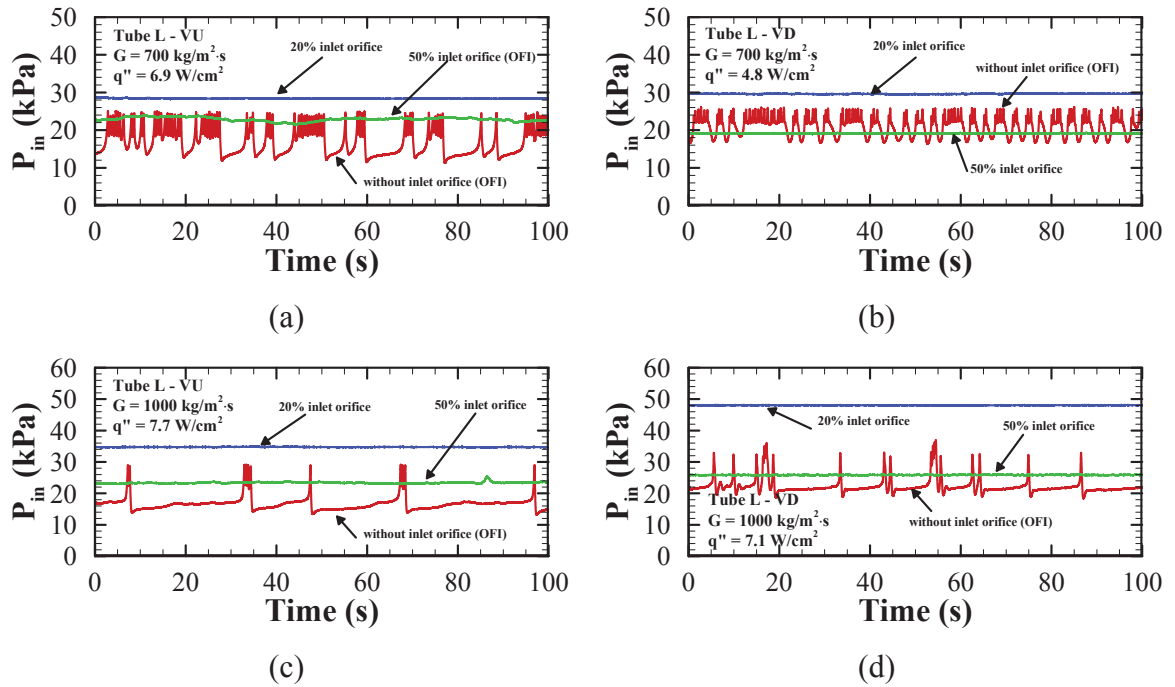 Tube L - VU
G = 700 kg/m²·s
q" = 6.9 W/cm²
20% inlet orifice
50% inlet orifice (OFI)
without inlet orifice (OFI)
P_in (kPa)
50
40
30
20
10
0
0 20 40 60 80 100
Time (s)
(a)
Tube L - VD
G = 700 kg/m²·s
q" = 4.8 W/cm²
20% inlet orifice
without inlet orifice (OFI)
50% inlet orifice
P_in (kPa)
50
40
30
20
10
0
0 20 40 60 80 100
Time (s)
(b)
Tube L - VU
G = 1000 kg/m²·s
q" = 7.7 W/cm²
20% inlet orifice
50% inlet orifice
without inlet orifice (OFI)
P_in (kPa)
60
50
40
30
20
10
0
0 20 40 60 80 100
Time (s)
(c)
20% inlet orifice
50% inlet orifice
Tube L - VD
G = 1000 kg/m²·s
q" = 7.1 W/cm²
without inlet orifice (OFI)
P_in (kPa)
60
50
40
30
20
10
0
0 20 40 60 80 100
Time (s)
(d)